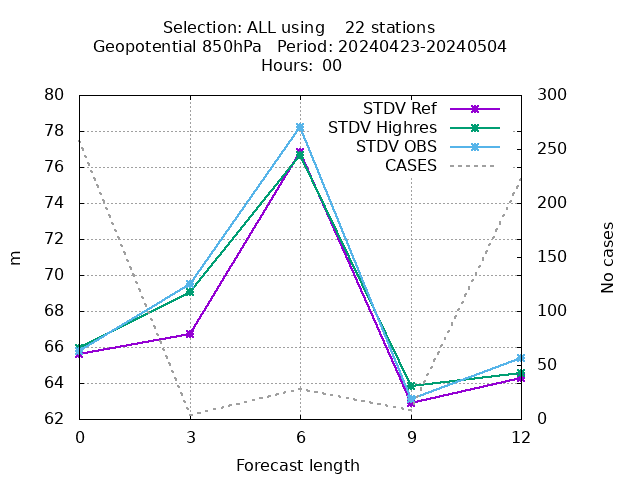 Selection: ALL using    22 stations
Geopotential 850hPa   Period: 20240423-20240504
Hours: 00
STDV Ref
STDV Highres
STDV OBS
CASES
80
78
76
74
72
70
68
66
64
62
m
300
250
200
150
100
50
0
No cases
0 3 6 9 12
Forecast length